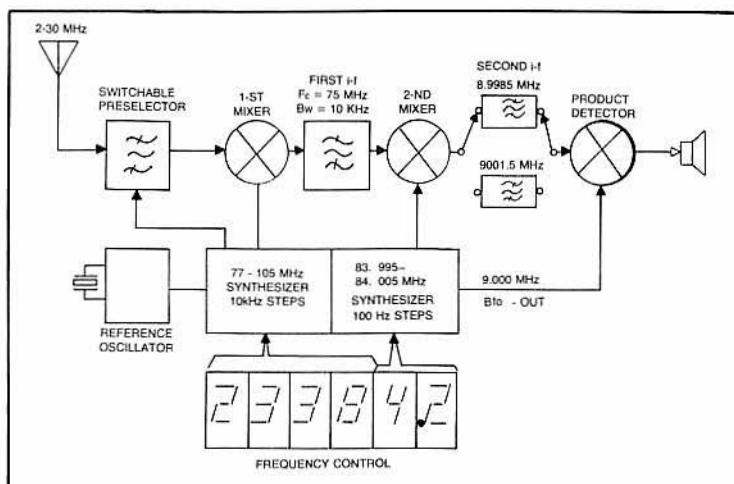 2-30 MHz
SWITCHABLE
PRESELECTOR
1-ST
MIXER
FIRST i-f
Fc = 75 MHz
Bw = 10 KHz
2-ND
MIXER
SECOND i-f
8.9985 MHz
9001.5 MHz
PRODUCT
DETECTOR
REFERENCE
OSCILLATOR
77 - 105 MHz
SYNTHESIZER
10kHz STEPS
83. 995-
84. 005 MHz
SYNTHESIZER
100 Hz STEPS
9.000 MHz
Bfo - OUT
23384.2
FREQUENCY CONTROL